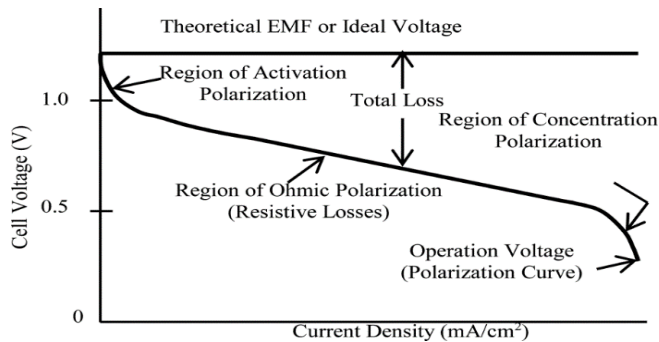 Theoretical EMF or Ideal Voltage
Region of Activation
Polarization
1.0
Total Loss
Region of Concentration
Polarization
Cell Voltage (V)
Region of Ohmic Polarization
(Resistive Losses)
0.5
Operation Voltage
(Polarization Curve)
0
Current Density (mA/cm²)